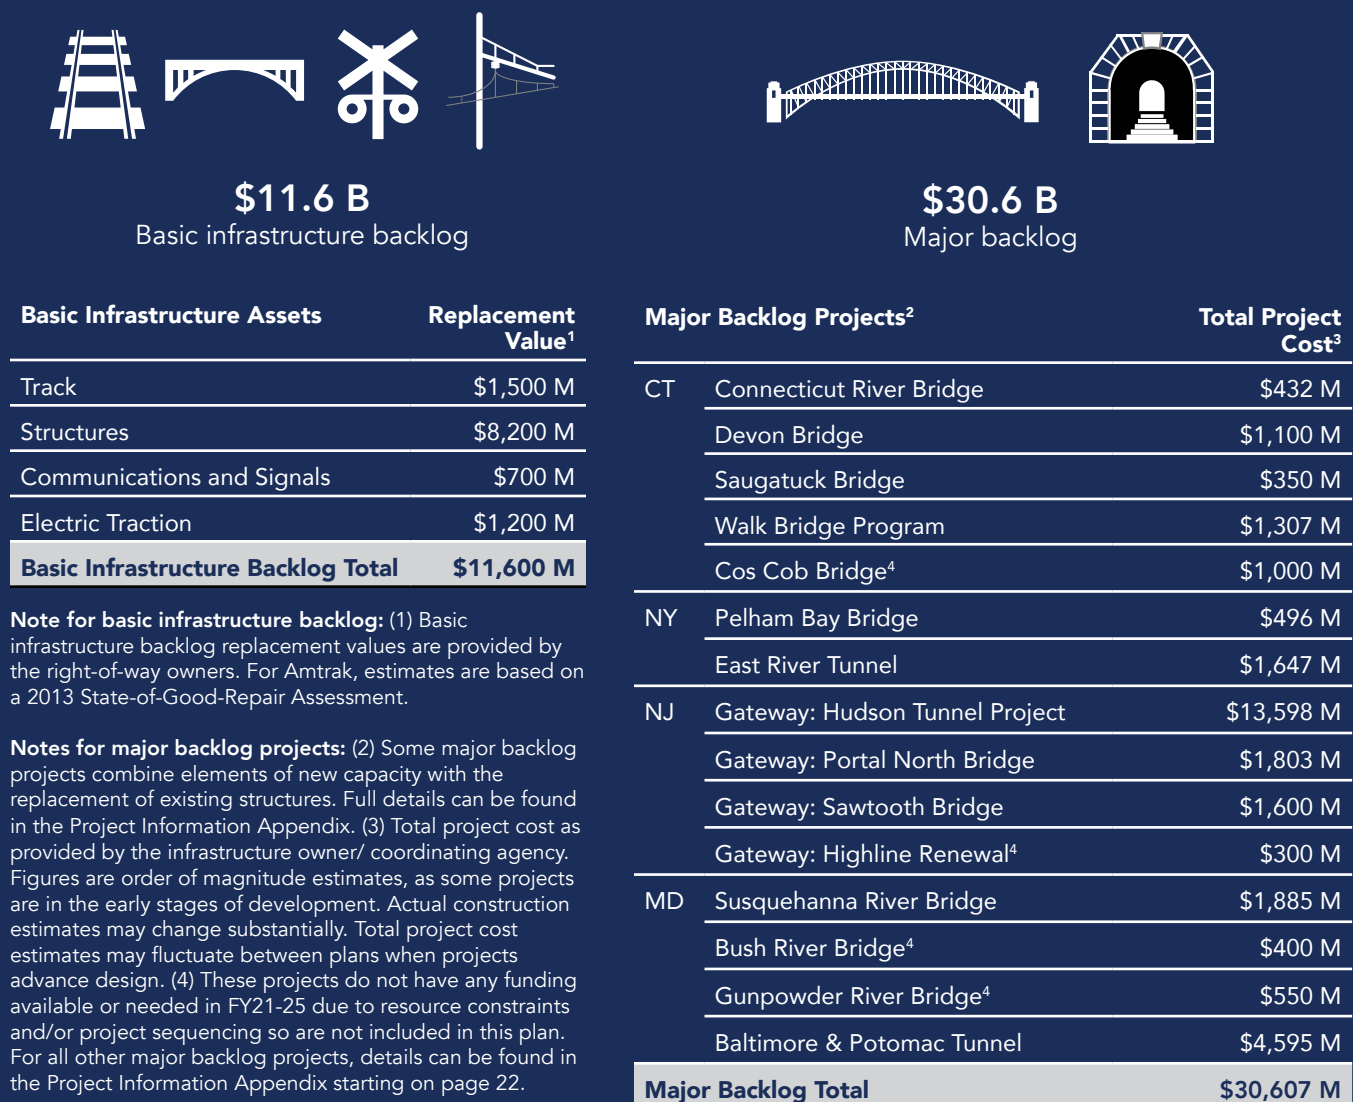 $11.6 B
Basic infrastructure backlog
Basic Infrastructure Assets Replacement
Value¹
Track $1,500 M
Structures $8,200 M
Communications and Signals $700 M
Electric Traction $1,200 M
Basic Infrastructure Backlog Total $11,600 M
Note for basic infrastructure backlog: (1) Basic
infrastructure backlog replacement values are provided by
the right-of-way owners. For Amtrak, estimates are based on
a 2013 State-of-Good-Repair Assessment.
Notes for major backlog projects: (2) Some major backlog
projects combine elements of new capacity with the
replacement of existing structures. Full details can be found
in the Project Information Appendix. (3) Total project cost as
provided by the infrastructure owner/ coordinating agency.
Figures are order of magnitude estimates, as some projects
are in the early stages of development. Actual construction
estimates may change substantially. Total project cost
estimates may fluctuate between plans when projects
advance design. (4) These projects do not have any funding
available or needed in FY21-25 due to resource constraints
and/or project sequencing so are not included in this plan.
For all other major backlog projects, details can be found in
the Project Information Appendix starting on page 22.
$30.6 B
Major backlog
Major Backlog Projects² Total Project
Cost³
CT Connecticut River Bridge $432 M
Devon Bridge $1,100 M
Saugatuck Bridge $350 M
Walk Bridge Program $1,307 M
Cos Cob Bridge⁴ $1,000 M
NY Pelham Bay Bridge $496 M
East River Tunnel $1,647 M
NJ Gateway: Hudson Tunnel Project $13,598 M
Gateway: Portal North Bridge $1,803 M
Gateway: Sawtooth Bridge $1,600 M
Gateway: Highline Renewal⁴ $300 M
MD Susquehanna River Bridge $1,885 M
Bush River Bridge⁴ $400 M
Gunpowder River Bridge⁴ $550 M
Baltimore & Potomac Tunnel $4,595 M
Major Backlog Total $30,607 M